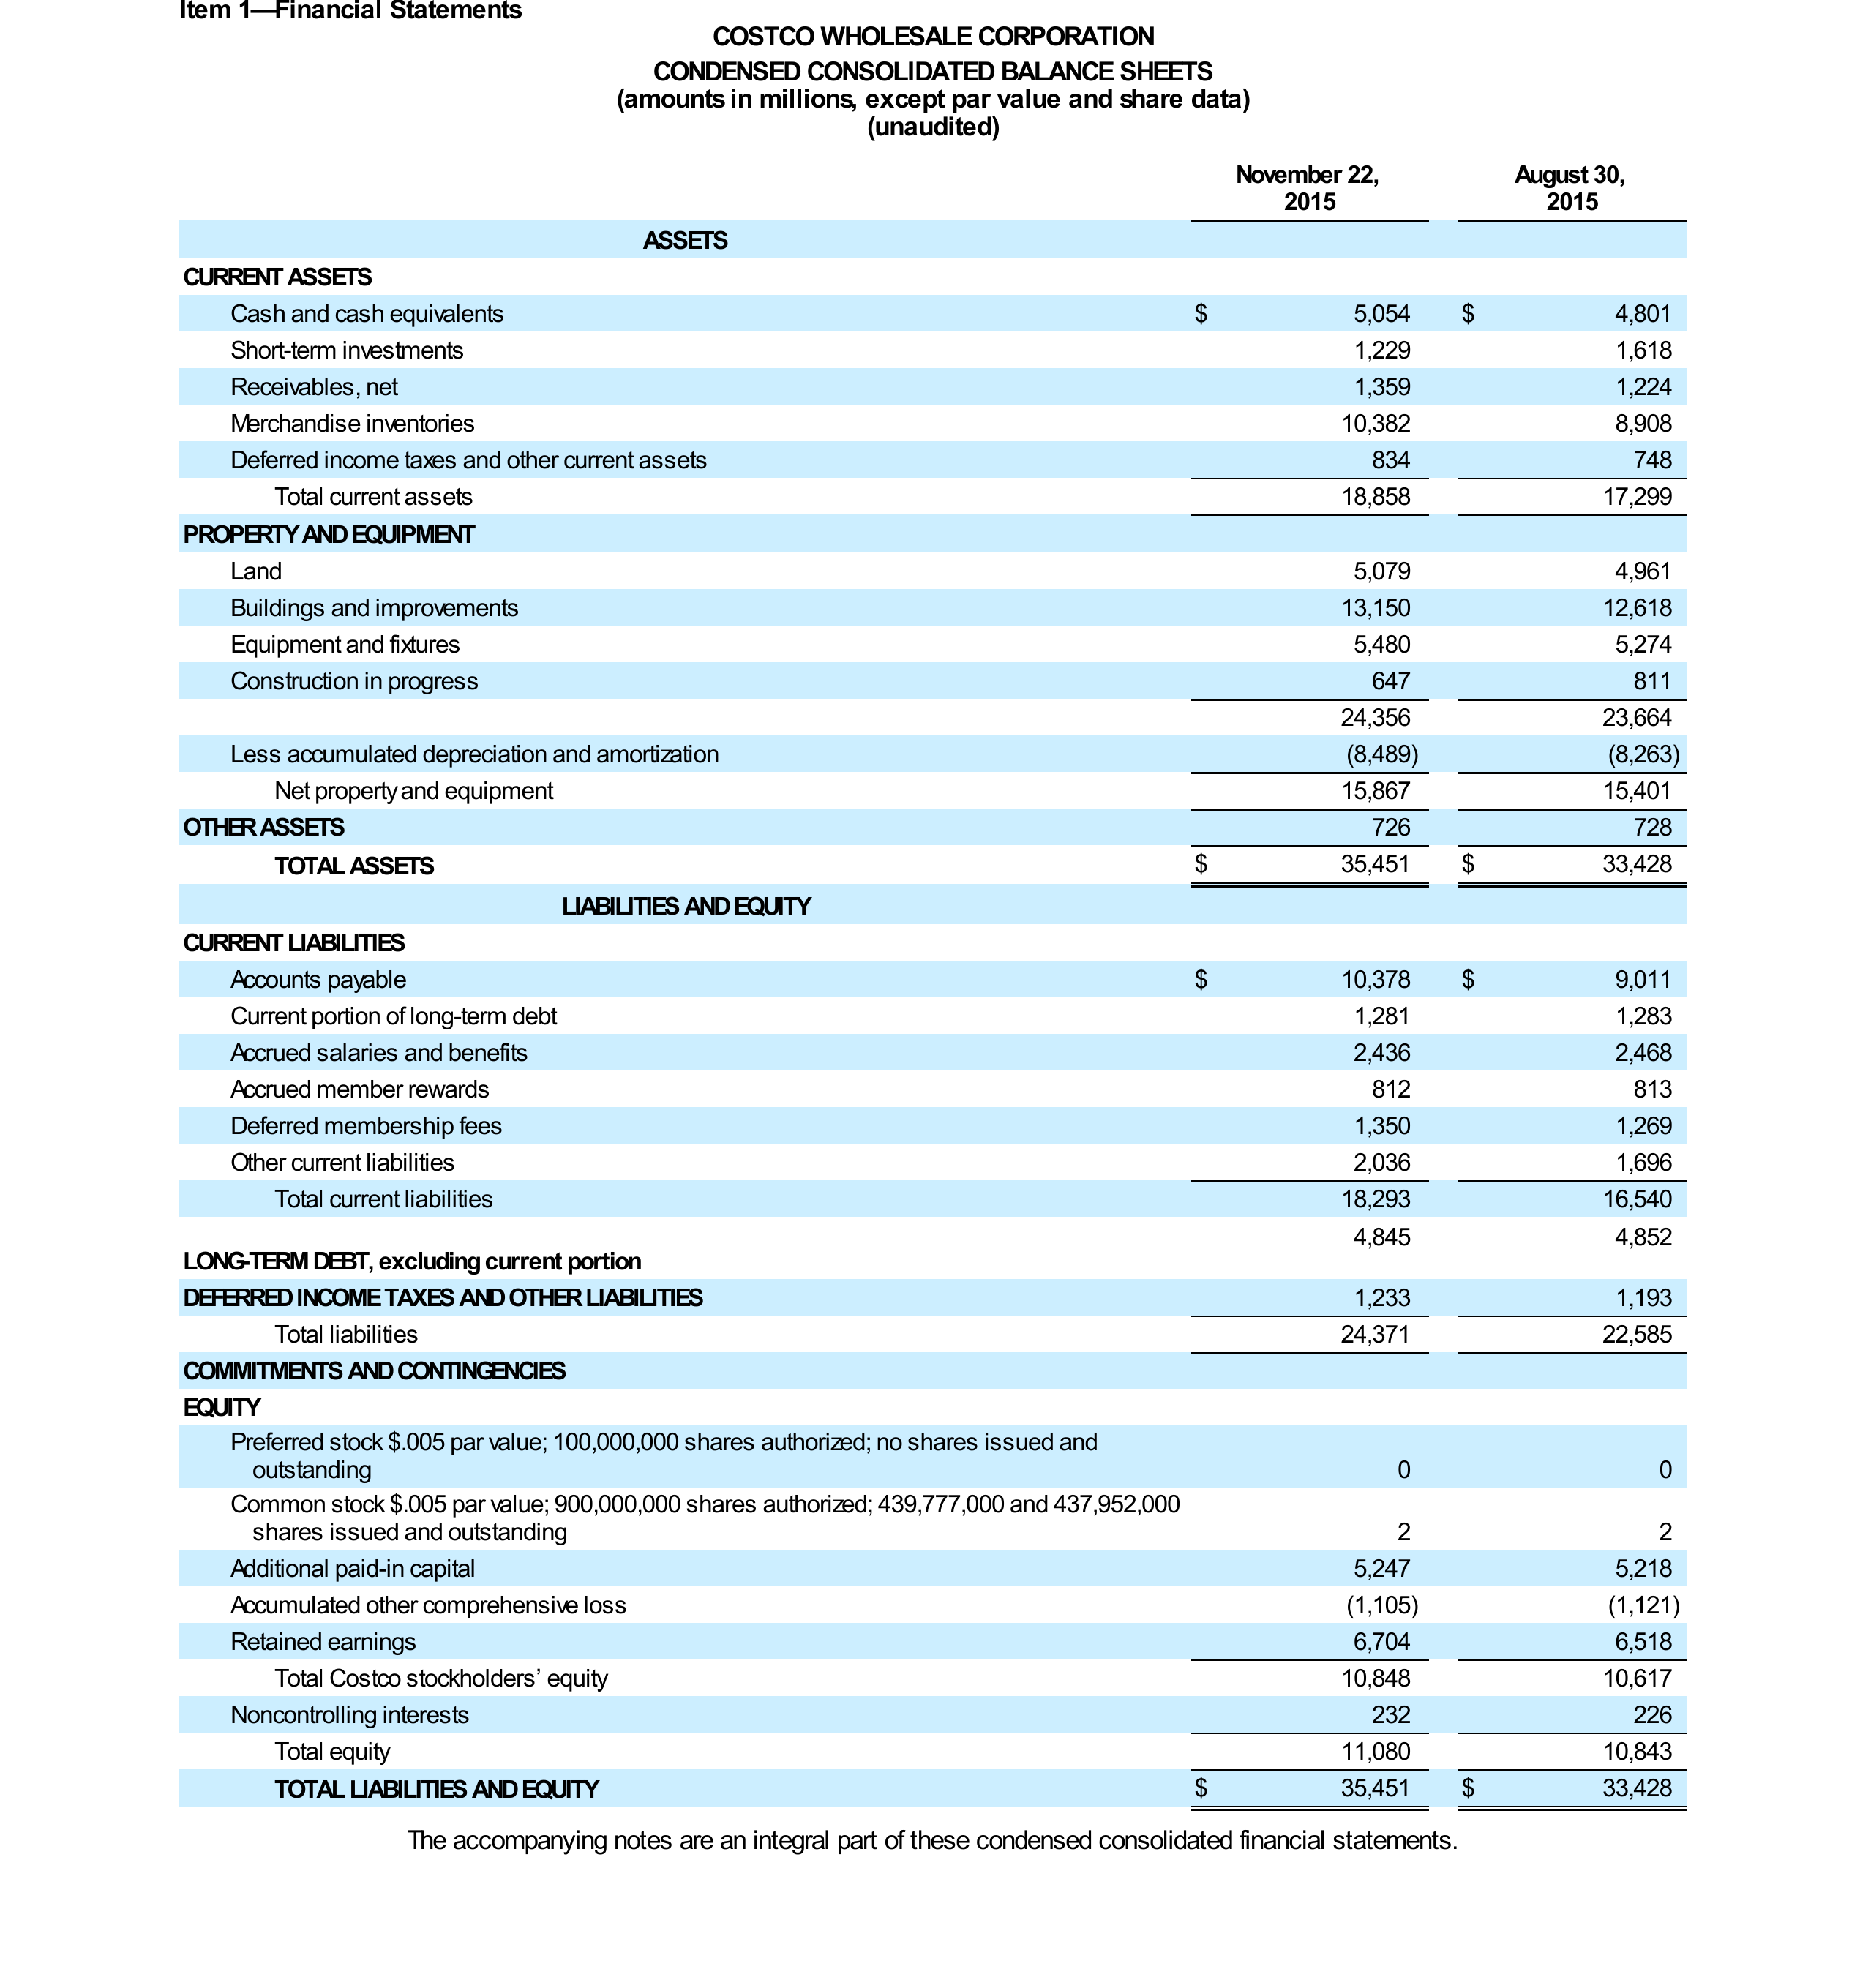 Item 1—Financial Statements
COSTCO WHOLESALE CORPORATION
CONDENSED CONSOLIDATED BALANCE SHEETS
(amounts in millions, except par value and share data)
(unaudited)
November 22, 2015 August 30, 2015
ASSETS
CURRENT ASSETS
Cash and cash equivalents $ 5,054 $ 4,801
Short-term investments 1,229 1,618
Receivables, net 1,359 1,224
Merchandise inventories 10,382 8,908
Deferred income taxes and other current assets 834 748
Total current assets 18,858 17,299
PROPERTY AND EQUIPMENT
Land 5,079 4,961
Buildings and improvements 13,150 12,618
Equipment and fixtures 5,480 5,274
Construction in progress 647 811
24,356 23,664
Less accumulated depreciation and amortization (8,489) (8,263)
Net property and equipment 15,867 15,401
OTHER ASSETS 726 728
TOTAL ASSETS $ 35,451 $ 33,428
LIABILITIES AND EQUITY
CURRENT LIABILITIES
Accounts payable $ 10,378 $ 9,011
Current portion of long-term debt 1,281 1,283
Accrued salaries and benefits 2,436 2,468
Accrued member rewards 812 813
Deferred membership fees 1,350 1,269
Other current liabilities 2,036 1,696
Total current liabilities 18,293 16,540
LONG-TERM DEBT, excluding current portion 4,845 4,852
DEFERRED INCOME TAXES AND OTHER LIABILITIES 1,233 1,193
Total liabilities 24,371 22,585
COMMITMENTS AND CONTINGENCIES
EQUITY
Preferred stock $.005 par value; 100,000,000 shares authorized; no shares issued and
outstanding 0 0
Common stock $.005 par value; 900,000,000 shares authorized; 439,777,000 and 437,952,000
shares issued and outstanding 2 2
Additional paid-in capital 5,247 5,218
Accumulated other comprehensive loss (1,105) (1,121)
Retained earnings 6,704 6,518
Total Costco stockholders’ equity 10,848 10,617
Noncontrolling interests 232 226
Total equity 11,080 10,843
TOTAL LIABILITIES AND EQUITY $ 35,451 $ 33,428
The accompanying notes are an integral part of these condensed consolidated financial statements.